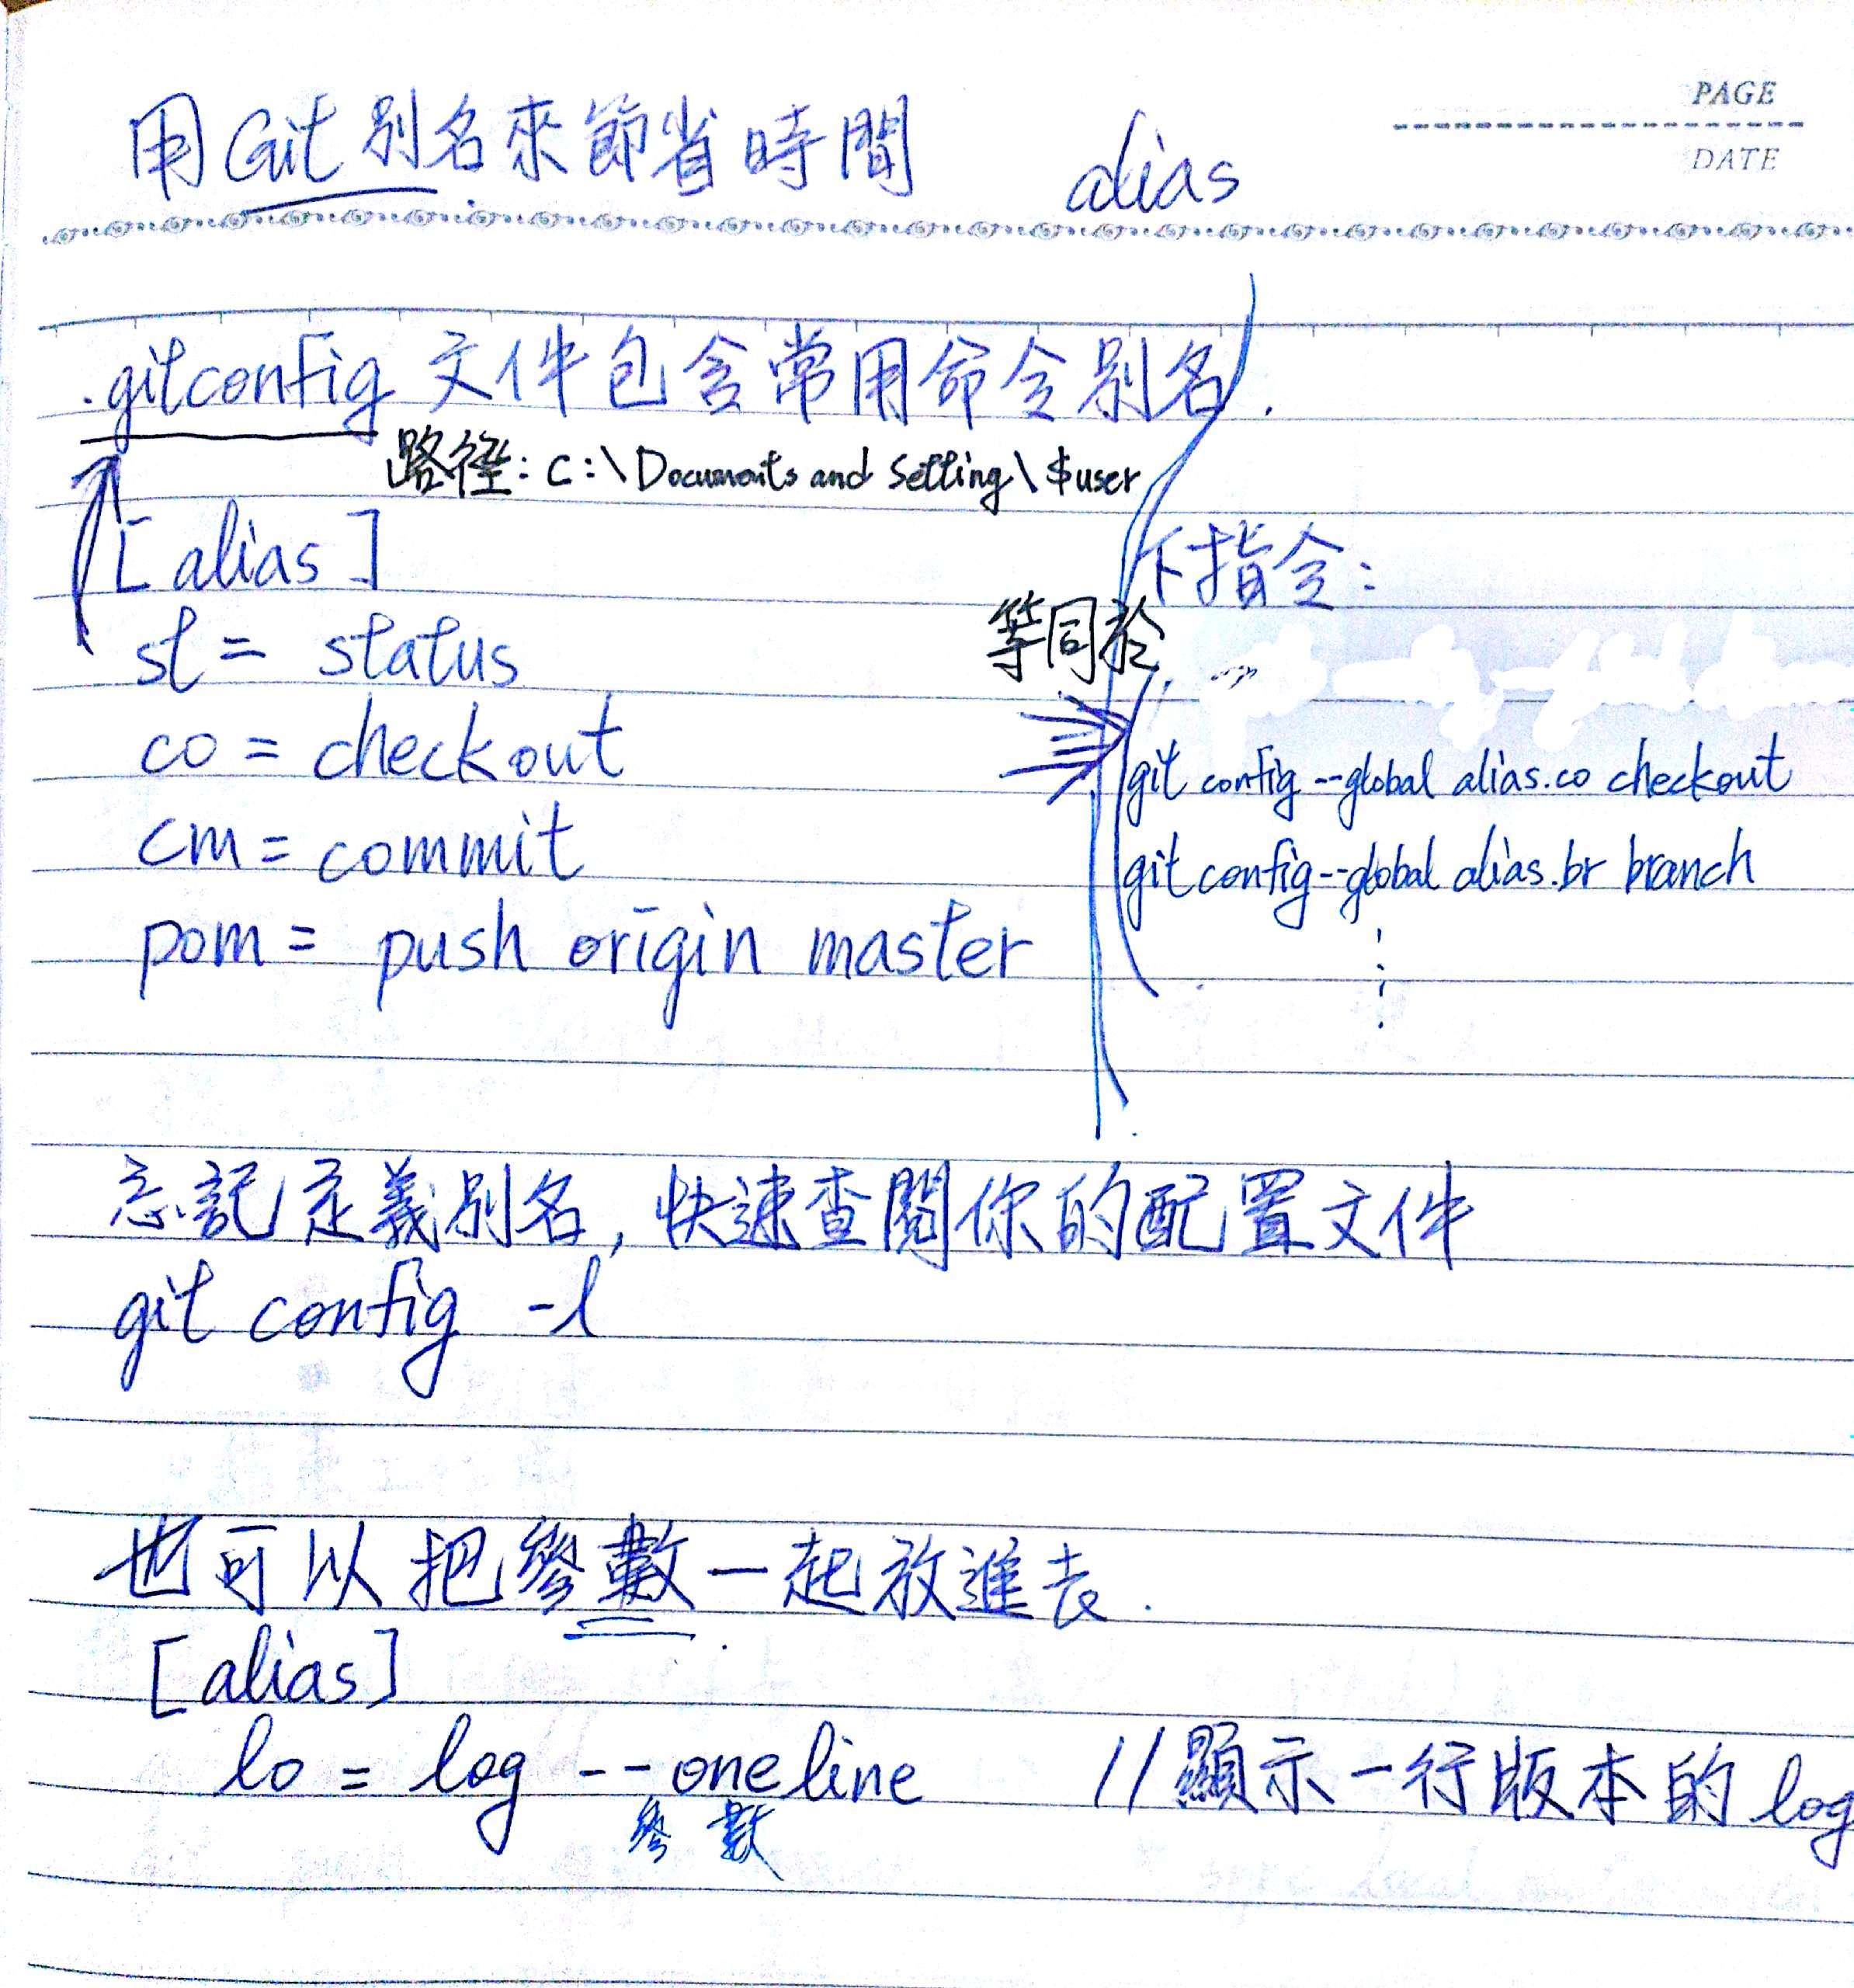 PAGE
DATE
用Git別名來節省時間 alias
.gitconfig 文件包含常用命令別名.
路徑: C:\Documents and Setting\$user
[alias]
st = status
co = checkout
cm = commit
pom = push origin master
等同於
下指令:
git config --global alias.co checkout
git config --global alias.br branch
忘記定義別名, 快速查閱你的配置文件
git config -l
也可以把參數一起放進去.
[alias]
lo = log --oneline //顯示一行版本的log
參數